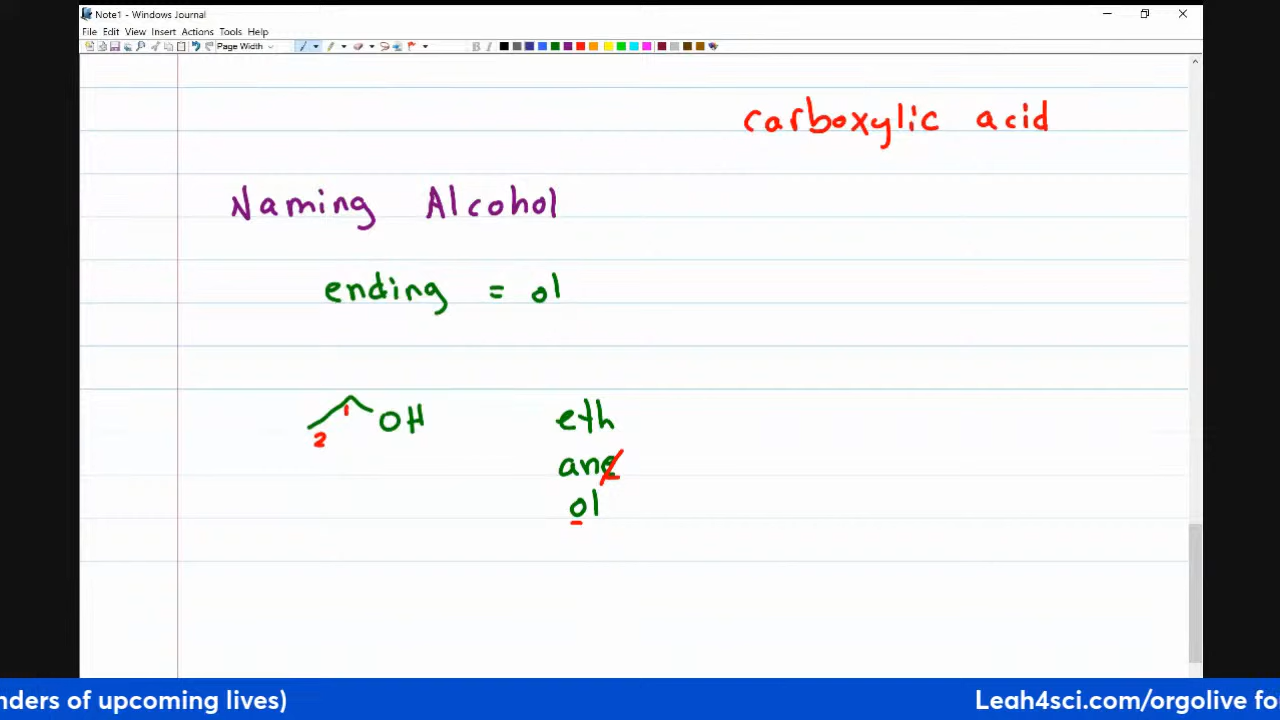 Note1 - Windows Journal
File Edit View Insert Actions Tools Help
Page Width
B I
carboxylic acid
Naming Alcohol
ending = ol
1
OH
2
eth
ane
ol
nders of upcoming lives)
Leah4sci.com/orgolive fo